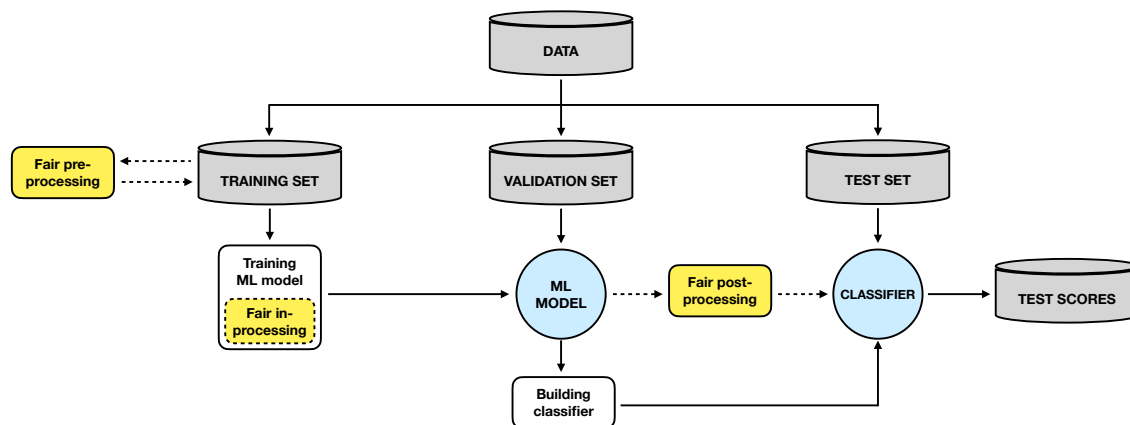 DATA
Fair pre-
processing
TRAINING SET
VALIDATION SET
TEST SET
Training
ML model
Fair in-
processing
ML
MODEL
Fair post-
processing
CLASSIFIER
TEST SCORES
Building
classifier